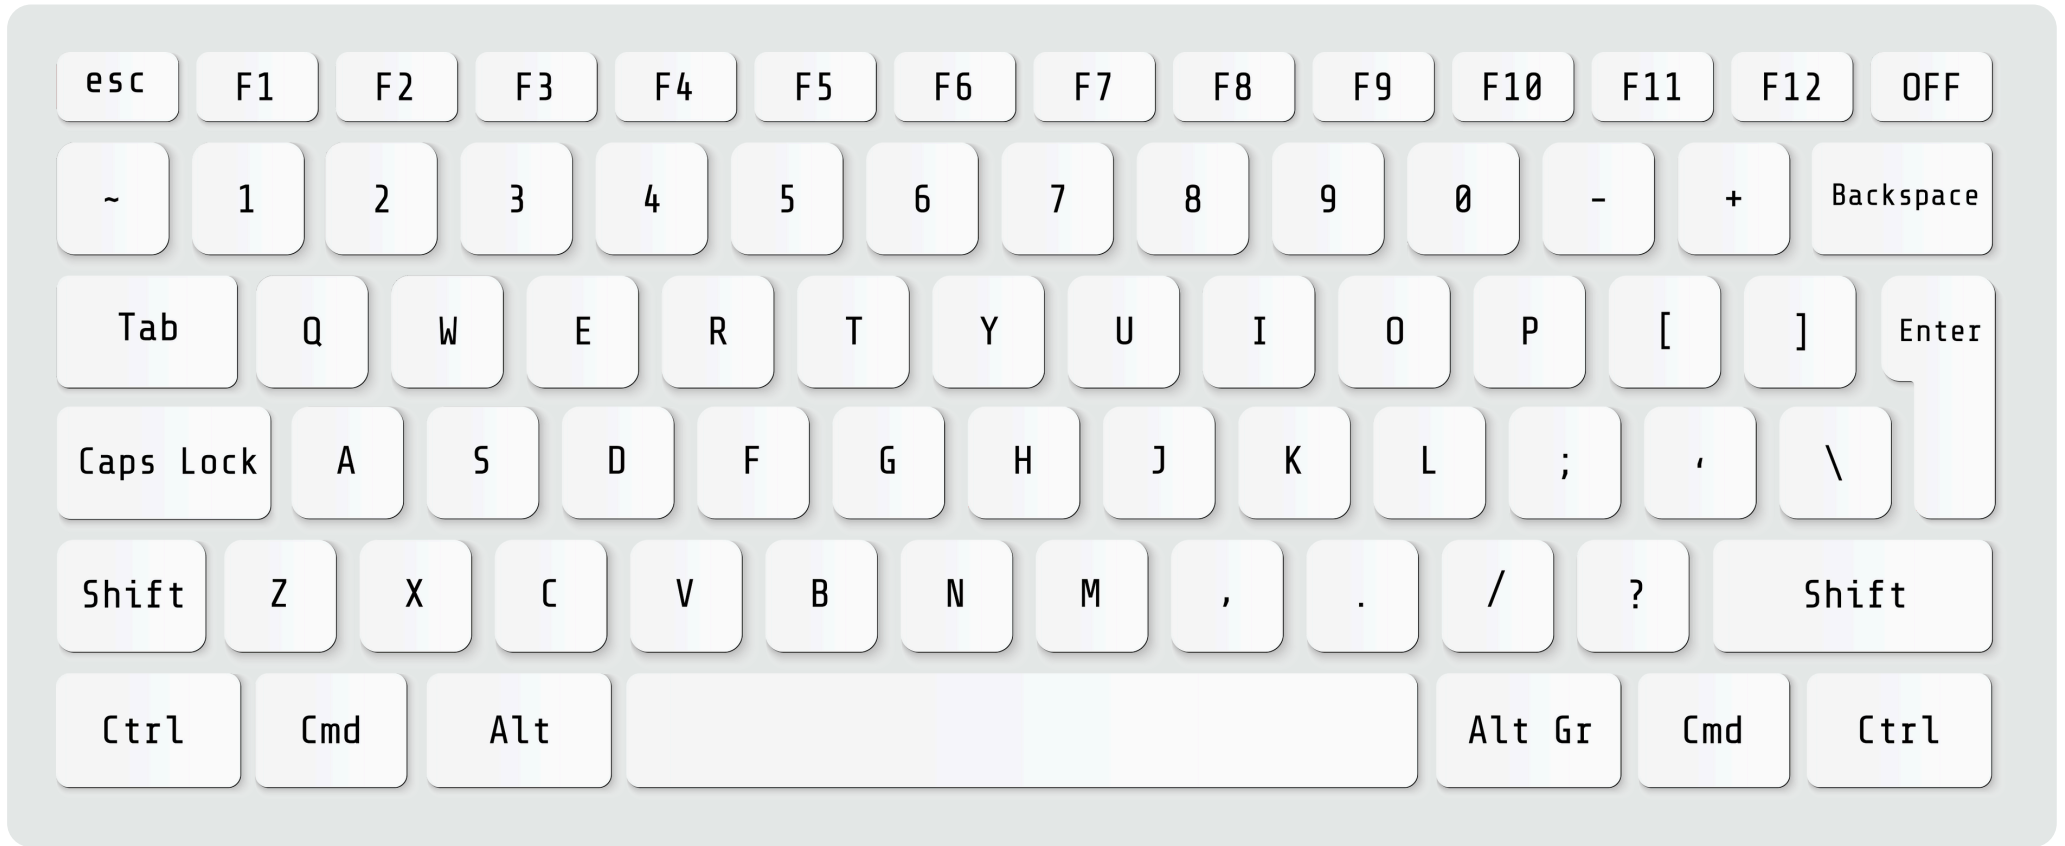 esc F1 F2 F3 F4 F5 F6 F7 F8 F9 F10 F11 F12 OFF
~ 1 2 3 4 5 6 7 8 9 0 - + Backspace
Tab Q W E R T Y U I O P [ ] Enter
Caps Lock A S D F G H J K L ; ‘ \
Shift Z X C V B N M , . / ? Shift
Ctrl Cmd Alt Alt Gr Cmd Ctrl